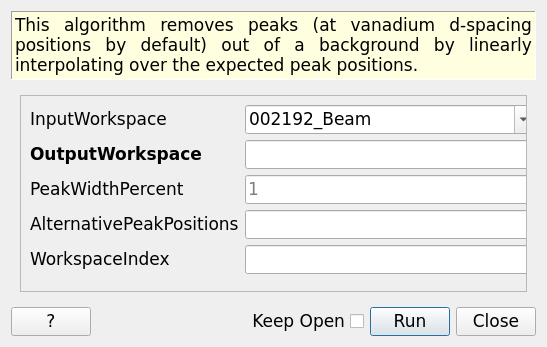 This algorithm removes peaks (at vanadium d-spacing
positions by default) out of a background by linearly
interpolating over the expected peak positions.
InputWorkspace 002192_Beam
OutputWorkspace
PeakWidthPercent 1
AlternativePeakPositions
WorkspaceIndex
? Keep Open Run Close